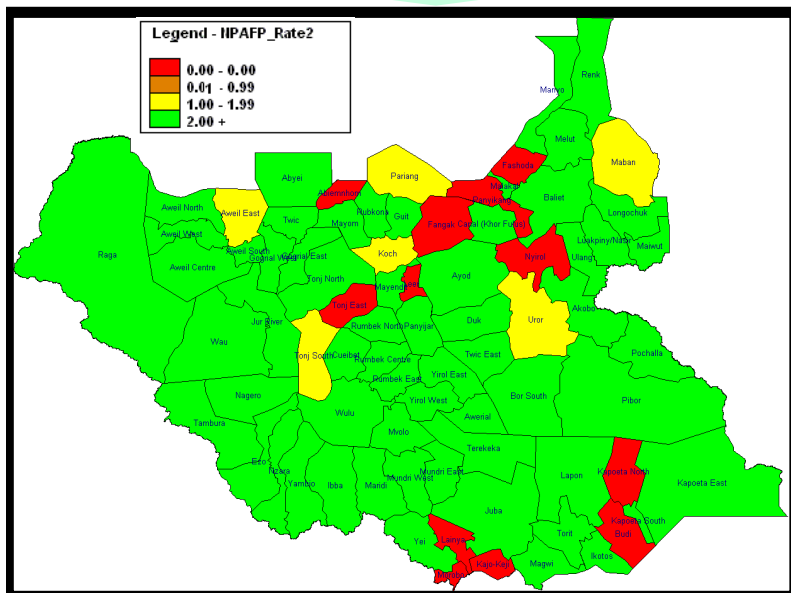 Legend - NPAFP_Rate2
0.00 - 0.00
0.01 - 0.99
1.00 - 1.99
2.00 +
Renk
Manyo
Melut
Maban
Fashoda
Malakal
Panyikang
Baliet
Longochuk
Abyei
Abiemnhom
Pariang
Aweil North
Aweil East
Twic
Mayom
Rubkona
Guit
Fangak
Canal (Khor Fulus)
Aweil West
Raga
Aweil South
Gogrial West
Gogrial East
Koch
Nyirol
Ulang
Luakpiny/Nasir
Maiwut
Aweil Centre
Tonj North
Mayendit
Leer
Ayod
Tonj East
Akobo
Jur River
Rumbek North
Panyijar
Duk
Uror
Wau
Tonj South
Cueibet
Rumbek Centre
Twic East
Pochalla
Rumbek East
Yirol East
Nagero
Yirol West
Bor South
Pibor
Wulu
Awerial
Tambura
Mvolo
Terekeka
Ezo
Nzara
Yambio
Ibba
Maridi
Mundri West
Mundri East
Lapon
Kapoeta North
Kapoeta East
Juba
Kapoeta South
Yei
Lainya
Torit
Budi
Ikotos
Magwi
Kajo-Keji
Morobo